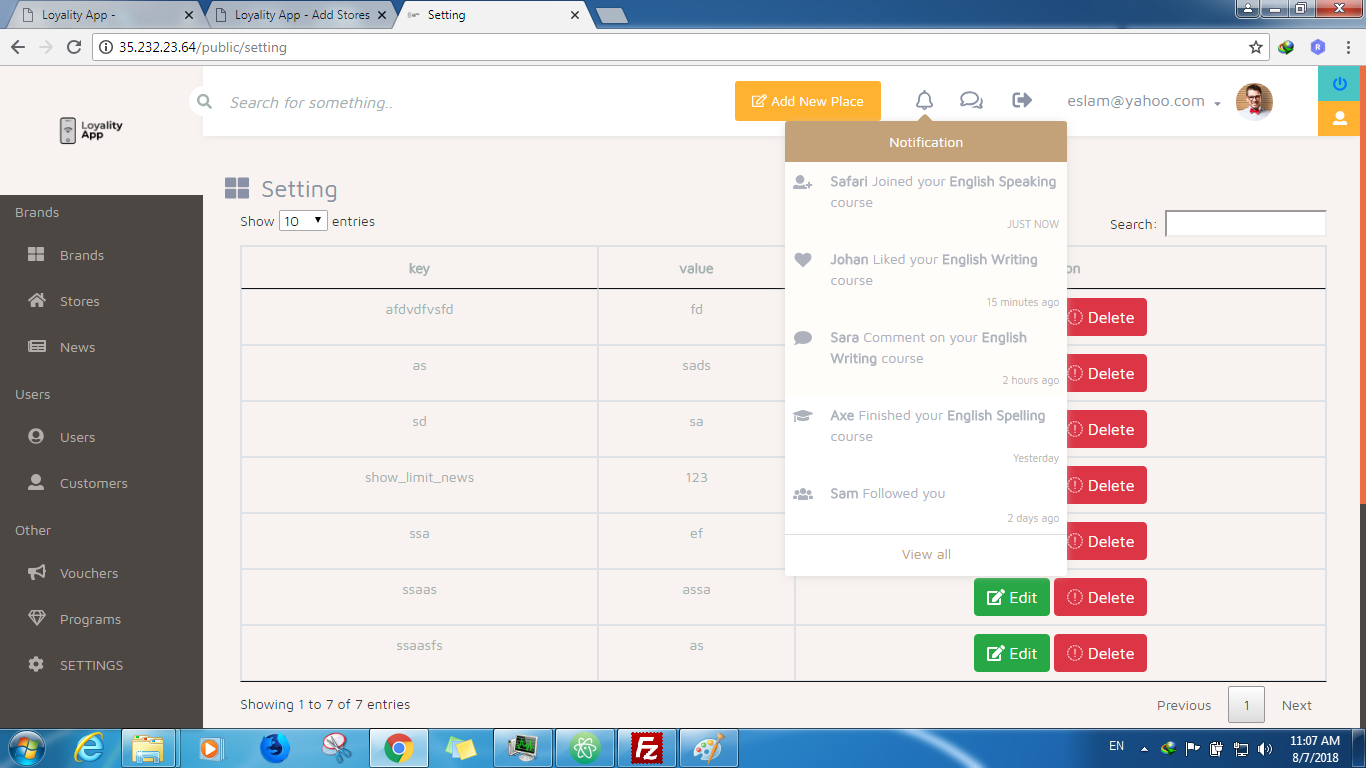 Loyality App -
Loyality App - Add Stores
Setting
35.232.23.64/public/setting
Loyality
App
Search for something..
Add New Place
eslam@yahoo.com
Notification
Safari Joined your English Speaking
course
JUST NOW
Johan Liked your English Writing
course
15 minutes ago
Sara Comment on your English
Writing course
2 hours ago
Axe Finished your English Spelling
course
Yesterday
Sam Followed you
2 days ago
View all
Brands
Brands
Stores
News
Users
Users
Customers
Other
Vouchers
Programs
SETTINGS
Setting
Show 10 entries
Search:
key value on
afdvdfvsfd fd Delete
as sads Delete
sd sa Delete
show_limit_news 123 Delete
ssa ef Delete
ssaas assa Edit Delete
ssaasfs as Edit Delete
Showing 1 to 7 of 7 entries
Previous 1 Next
EN
11:07 AM
8/7/2018